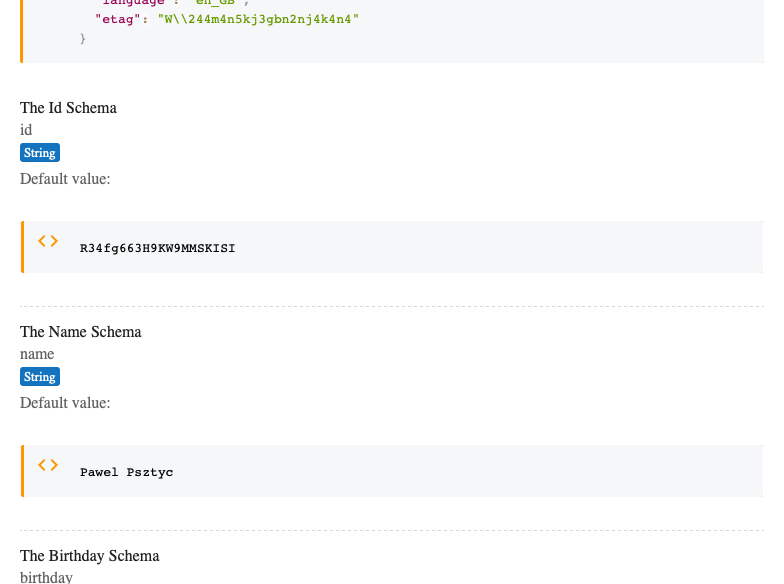 "language": "en_GB",
"etag": "W\\244m4n5kj3gbn2nj4k4n4"
}
The Id Schema
id
String
Default value:
<> R34fg663H9KW9MMSKISI
The Name Schema
name
String
Default value:
<> Pawel Psztyc
The Birthday Schema
birthday